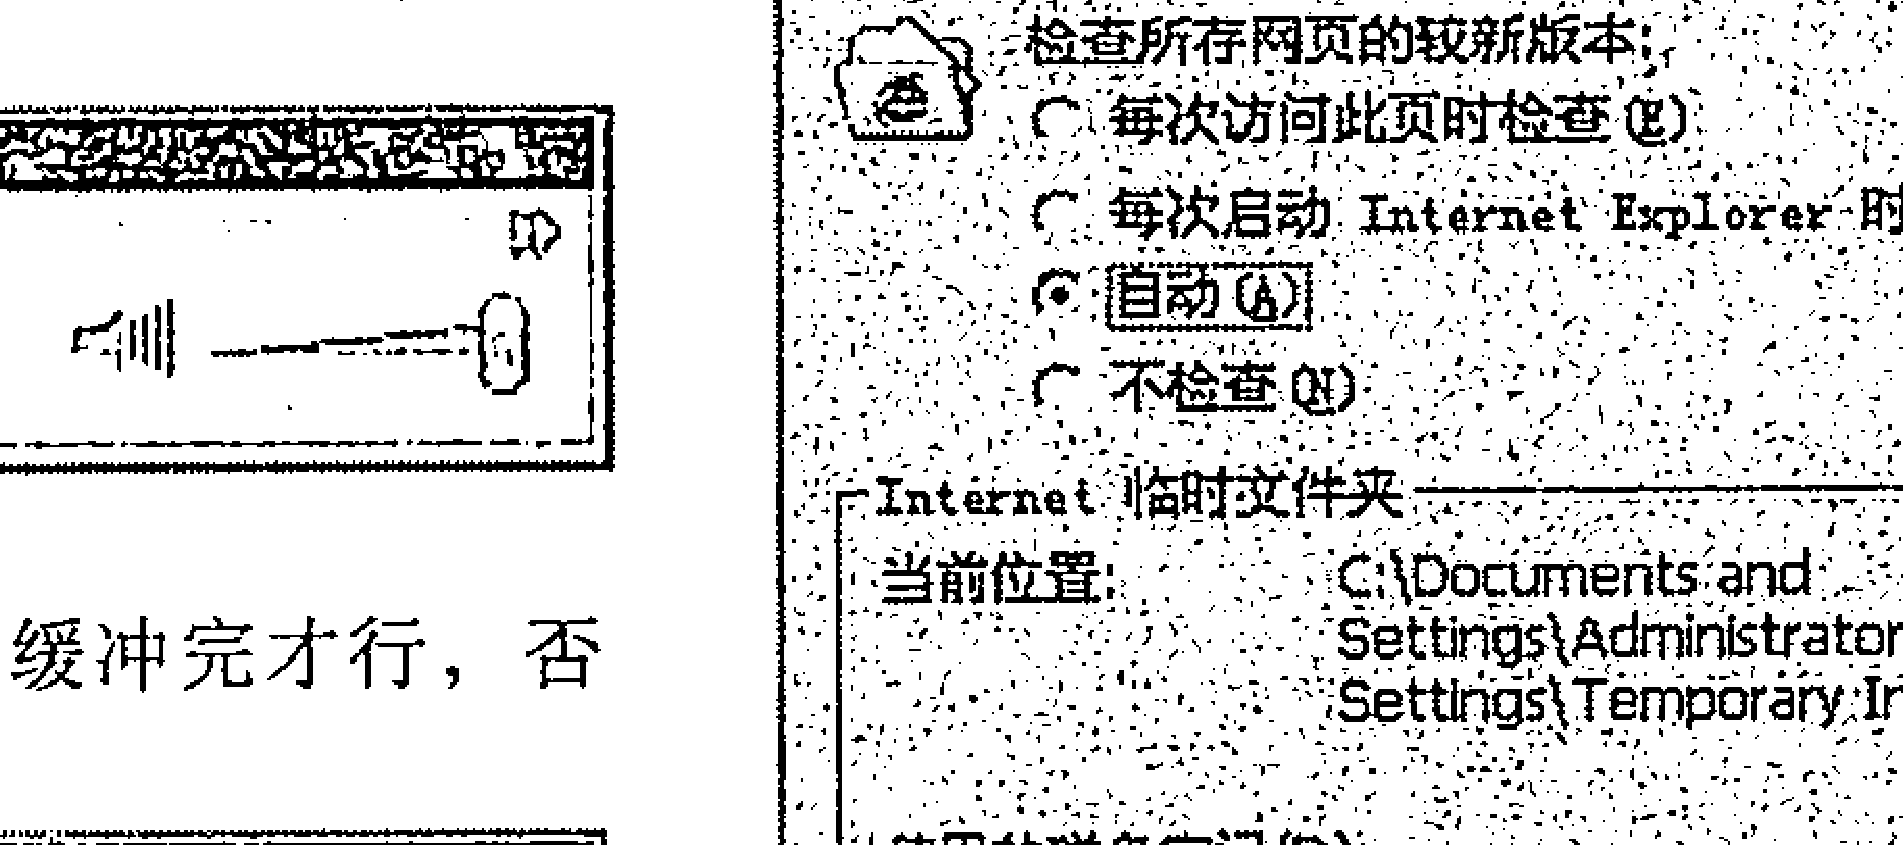 缓冲完才行，否
检查所存网页的较新版本:
每次访问此页时检查(E)
每次启动 Internet Explorer 时
自动(A)
不检查(N)
Internet 临时文件夹
当前位置:
C:\Documents and
Settings\Administrator
Settings\Temporary In